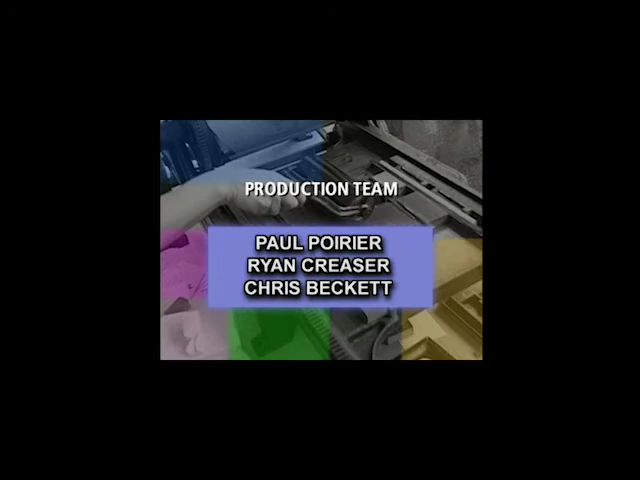 PRODUCTION TEAM
PAUL POIRIER
RYAN CREASER
CHRIS BECKETT